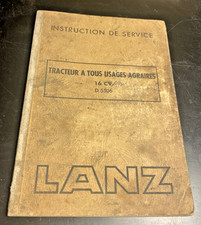 INSTRUCTION DE SERVICE
TRACTEUR A TOUS USAGES AGRAIRES
16 CV.
D 5506
LANZ